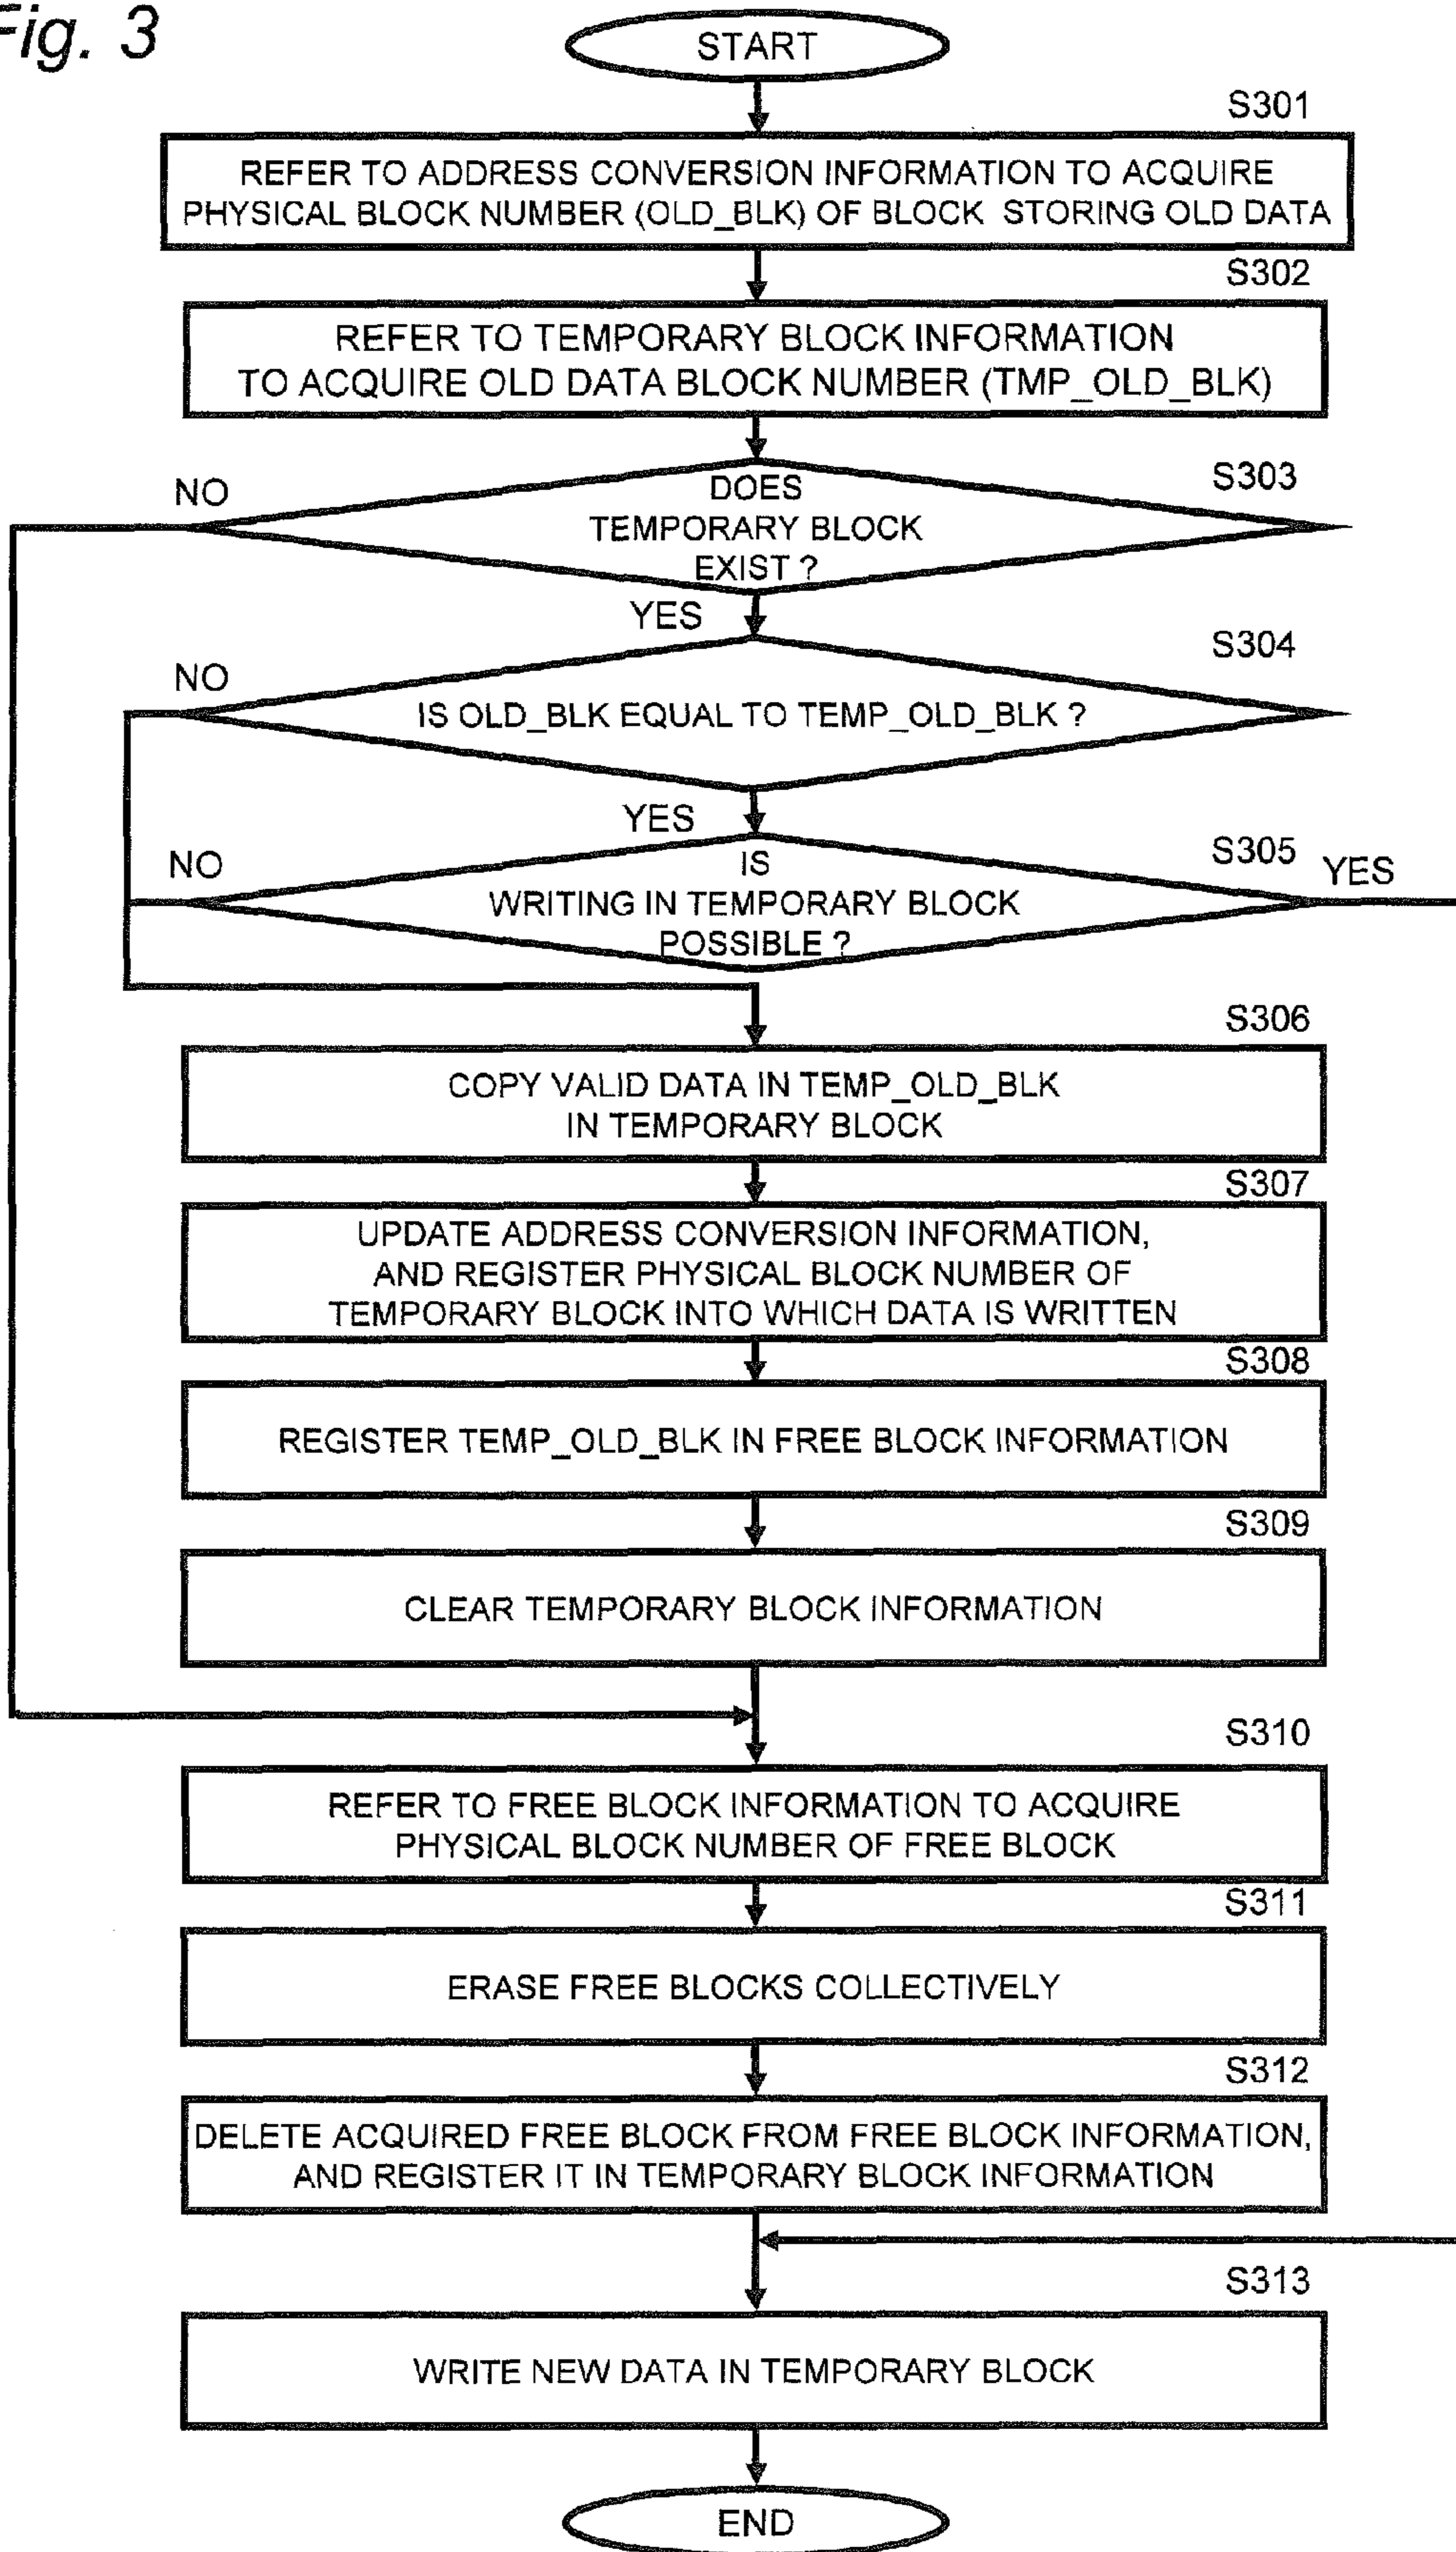 Fig. 3
START
S301
REFER TO ADDRESS CONVERSION INFORMATION TO ACQUIRE
PHYSICAL BLOCK NUMBER (OLD_BLK) OF BLOCK STORING OLD DATA
S302
REFER TO TEMPORARY BLOCK INFORMATION
TO ACQUIRE OLD DATA BLOCK NUMBER (TMP_OLD_BLK)
S303
NO
DOES
TEMPORARY BLOCK
EXIST ?
YES
S304
NO
IS OLD_BLK EQUAL TO TEMP_OLD_BLK ?
YES
S305
NO
YES
IS
WRITING IN TEMPORARY BLOCK
POSSIBLE ?
S306
COPY VALID DATA IN TEMP_OLD_BLK
IN TEMPORARY BLOCK
S307
UPDATE ADDRESS CONVERSION INFORMATION,
AND REGISTER PHYSICAL BLOCK NUMBER OF
TEMPORARY BLOCK INTO WHICH DATA IS WRITTEN
S308
REGISTER TEMP_OLD_BLK IN FREE BLOCK INFORMATION
S309
CLEAR TEMPORARY BLOCK INFORMATION
S310
REFER TO FREE BLOCK INFORMATION TO ACQUIRE
PHYSICAL BLOCK NUMBER OF FREE BLOCK
S311
ERASE FREE BLOCKS COLLECTIVELY
S312
DELETE ACQUIRED FREE BLOCK FROM FREE BLOCK INFORMATION,
AND REGISTER IT IN TEMPORARY BLOCK INFORMATION
S313
WRITE NEW DATA IN TEMPORARY BLOCK
END